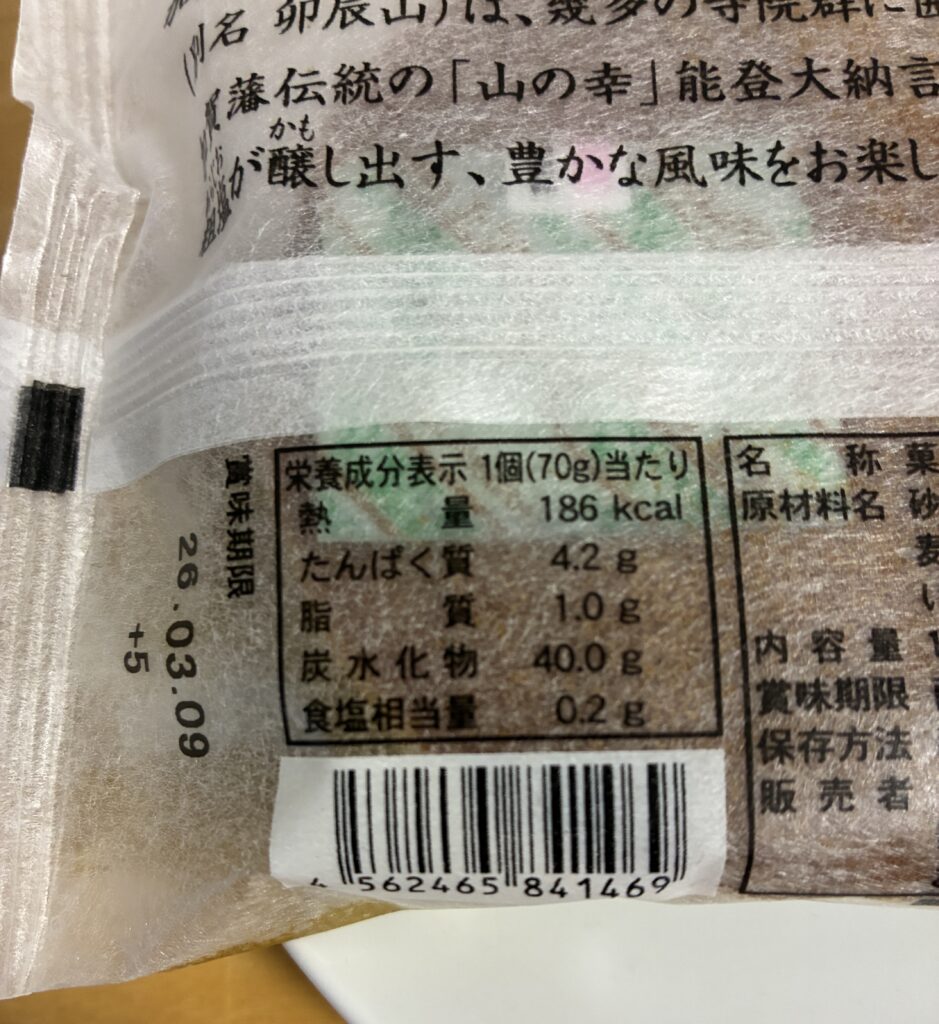 (別名 卯辰山)は、幾多の寺院群に
賀藩伝統の「山の幸」能登大納言
かも
が醸し出す、豊かな風味をお楽し
栄養成分表示 1個(70g)当たり
熱量 186 kcal
たんぱく質 4.2 g
脂質 1.0 g
炭水化物 40.0 g
食塩相当量 0.2 g
賞味期限
26.03.09
+5
名称 菓
原材料名 砂
麦
い
内容量 1
賞味期限
保存方法
販売者
4 562465 841469